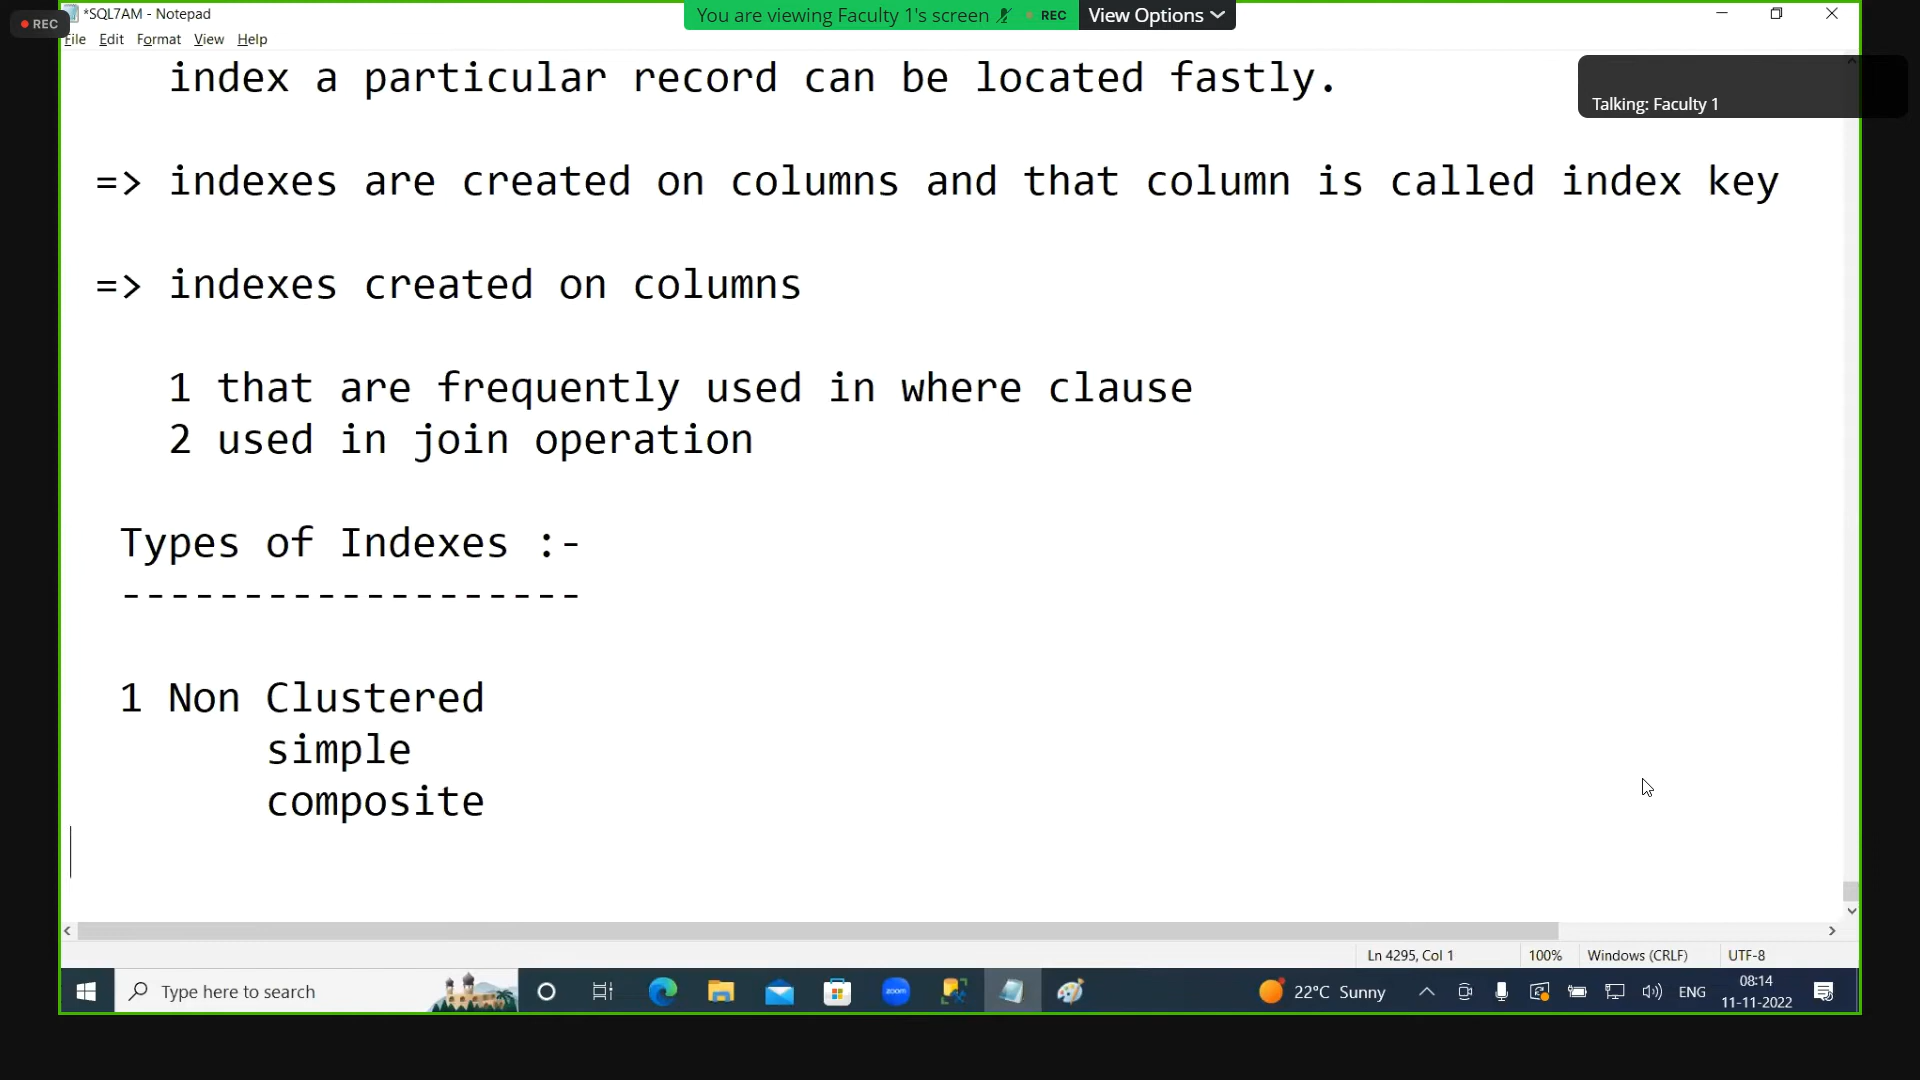 REC
*SQL7AM - Notepad
You are viewing Faculty 1's screen
REC
View Options
File Edit Format View Help
Talking: Faculty 1
index a particular record can be located fastly.
=> indexes are created on columns and that column is called index key
=> indexes created on columns
1 that are frequently used in where clause
2 used in join operation
Types of Indexes :-
-------------------
1 Non Clustered
simple
composite
Ln 4295, Col 1
100%
Windows (CRLF)
UTF-8
Type here to search
zoom
22°C Sunny
ENG
08:14
11-11-2022